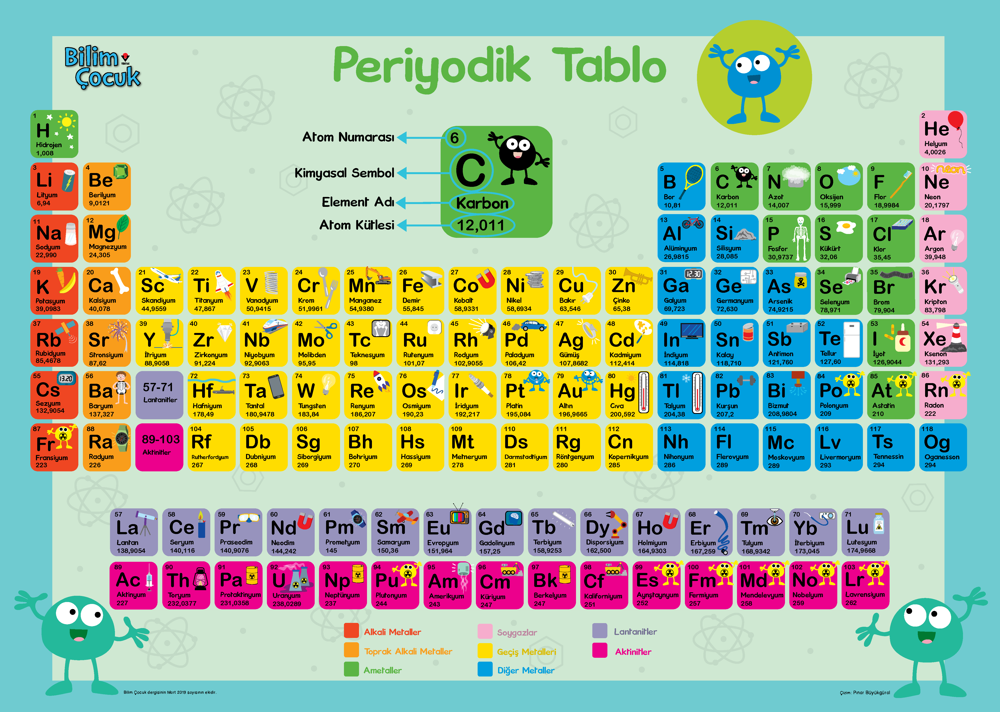 Bilim
TÜBİTAK
Çocuk
Periyodik Tablo
Atom Numarası
6
Kimyasal Sembol
C
Element Adı
Karbon
Atom Kütlesi
12,011
1
H
Hidrojen
1,008
2
He
Helyum
4,0026
3
Li
Lityum
6,94
4
Be
Berilyum
9,0121
5
B
Bor
10,81
6
C
Karbon
12,011
7
N
Azot
14,007
8
O
Oksijen
15,999
9
F
Flor
18,9984
10
neon
Ne
Neon
20,1797
11
Na
Sodyum
22,990
12
Mg
Magnezyum
24,305
13
Al
Alüminyum
26,9815
14
Si
Silisyum
28,085
15
P
Fosfor
30,9737
16
S
Kükürt
32,06
17
Cl
Klor
35,45
18
Ar
Argon
39,948
19
K
Potasyum
39,0983
20
Ca
Kalsiyum
40,078
21
Sc
Skandiyum
44,9559
22
Ti
Titanyum
47,867
23
V
Vanadyum
50,9415
24
Cr
Krom
51,9961
25
Mn
Manganez
54,9380
26
Fe
Demir
55,845
27
Co
Kobalt
58,9331
28
Ni
Nikel
58,6934
29
Cu
Bakır
63,546
30
Zn
Çinko
65,38
31
12:30
Ga
Galyum
69,723
32
Ge
Germanyum
72,630
33
As
Arsenik
74,9215
34
Se
Selenyum
78,971
35
Br
Brom
79,904
36
Kr
Kripton
83,798
37
Rb
Rubidyum
85,4678
38
Sr
Stronsiyum
87,62
39
Y
İtriyum
88,9058
40
Zr
Zirkonyum
91,224
41
Nb
Niyobyum
92,9063
42
Mo
Molibden
95,95
43
Tc
Teknesyum
98
44
Ru
Rutenyum
101,07
45
Rh
Rodyum
102,9055
46
Pd
Paladyum
106,42
47
Ag
Gümüş
107,8682
48
Cd
Kadmiyum
112,414
49
In
İndiyum
114,818
50
Sn
Kalay
118,710
51
Sb
Antimon
121,760
52
Te
Tellur
127,60
53
I
İyot
126,9044
54
Xe
Ksenon
131,293
55
13.20
Cs
Sezyum
132,9054
56
Ba
Baryum
137,327
57-71
Lantanitler
72
Hf
Hafniyum
178,49
73
Ta
Tantal
180,9478
74
W
Tungsten
183,84
75
Re
Renyum
186,207
76
Os
Osmiyum
190,23
77
Ir
İridyum
192,217
78
Pt
Platin
195,084
79
Au
Altın
196,9665
80
Hg
Cıva
200,592
81
Tl
Talyum
204,38
82
Pb
Kurşun
207,2
83
Bi
Bizmut
208,9804
84
Po
Polonyum
209
85
At
Astatin
210
86
Rn
Radon
222
87
Fr
Fransiyum
223
88
Ra
Radyum
226
89-103
Aktinitler
104
Rf
Rutherfordyum
267
105
Db
Dubniyum
268
106
Sg
Siborgiyum
269
107
Bh
Bohriyum
270
108
Hs
Hassiyum
269
109
Mt
Metneryum
278
110
Ds
Darmstadtiyum
281
111
Rg
Röntgenyum
280
112
Cn
Kopernikyum
285
113
Nh
Nihonyum
286
114
Fl
Flerovyum
289
115
Mc
Moskovyum
289
116
Lv
Livermoryum
293
117
Ts
Tennessin
294
118
Og
Oganesson
294
57
La
Lantan
138,9054
58
Ce
Seryum
140,116
59
Pr
Praseodim
140,9076
60
Nd
Neodim
144,242
61
Pm
Prometyum
145
62
Sm
Samaryum
150,36
63
Eu
Evropyum
151,964
64
Gd
Gadolinyum
157,25
65
Tb
Terbiyum
158,9253
66
Dy
Disporsiyum
162,500
67
Ho
Holmiyum
164,9303
68
Er
Erbiyum
167,259
69
Tm
Tulyum
168,9342
70
Yb
İterbiyum
173,045
71
Lu
Lutesyum
174,9668
89
Ac
Aktinyum
227
90
Th
Toryum
232,0377
91
Pa
Protaktinyum
231,0358
92
U
Uranyum
238,0289
93
Np
Neptünyum
237
94
Pu
Plutonyum
244
95
Am
Amerikyum
243
96
Cm
Küriyum
247
97
Bk
Berkelyum
247
98
Cf
Kaliforniyum
251
99
Es
Aynştaynyum
252
100
Fm
Fermiyum
257
101
Md
Mendelevyum
258
102
No
Nobelyum
259
103
Lr
Lavrensiyum
262
Alkali Metaller
Toprak Alkali Metaller
Ametaller
Soygazlar
Geçiş Metalleri
Diğer Metaller
Lantanitler
Aktinitler
Bilim Çocuk dergisinin Mart 2019 sayısının ekidir.
Çizim: Pınar Büyükgüral